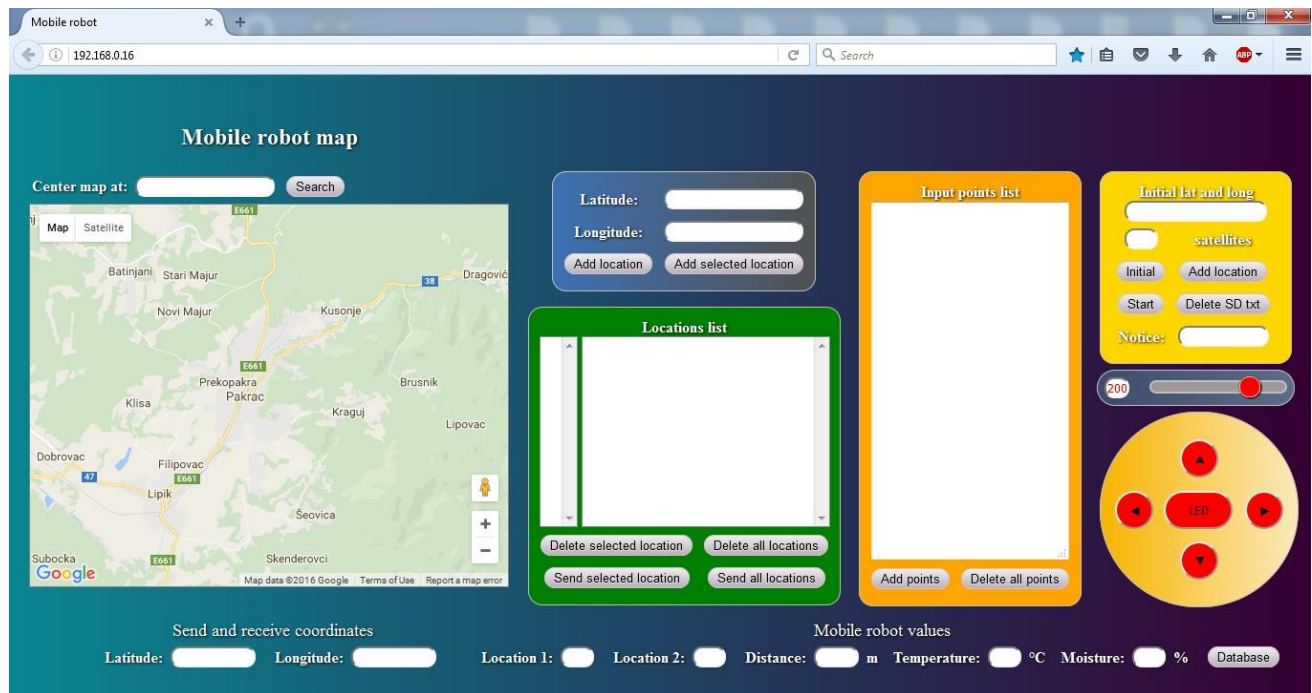 Mobile robot
192.168.0.16
Search
ABP
Mobile robot map
Center map at:
Search
Map
Satellite
E661
Batinjani
Stari Majur
38
Dragović
Novi Majur
Kusonje
E661
Prekopakra
Pakrac
Brusnik
Klisa
Kraguj
Lipovac
Dobrovac
47
Filipovac
E661
Lipik
Šeovica
Subocka
E661
Skenderovci
Google
Map data ©2016 Google
Terms of Use
Report a map error
Latitude:
Longitude:
Add location
Add selected location
Locations list
Delete selected location
Delete all locations
Send selected location
Send all locations
Input points list
Add points
Delete all points
Initial lat and long
satellites
Initial
Add location
Start
Delete SD txt
Notice:
200
LED
Send and receive coordinates
Latitude:
Longitude:
Mobile robot values
Location 1:
Location 2:
Distance:
m
Temperature:
°C
Moisture:
%
Database